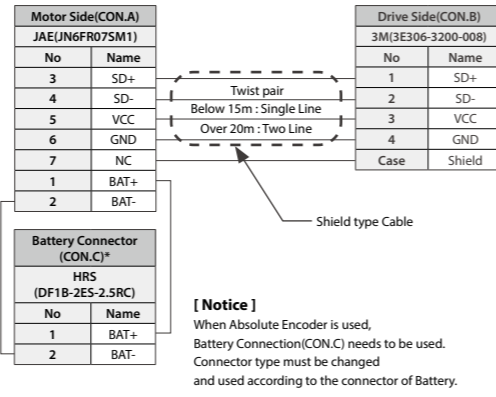 Motor Side(CON.A)
JAE(JN6FR07SM1)
No Name
3 SD+
4 SD-
5 VCC
6 GND
7 NC
1 BAT+
2 BAT-
Twist pair
Below 15m : Single Line
Over 20m : Two Line
Shield type Cable
Drive Side(CON.B)
3M(3E306-3200-008)
No Name
1 SD+
2 SD-
3 VCC
4 GND
Case Shield
Battery Connector
(CON.C)*
HRS
(DF1B-2ES-2.5RC)
No Name
1 BAT+
2 BAT-
[ Notice ]
When Absolute Encoder is used,
Battery Connection(CON.C) needs to be used.
Connector type must be changed
and used according to the connector of Battery.